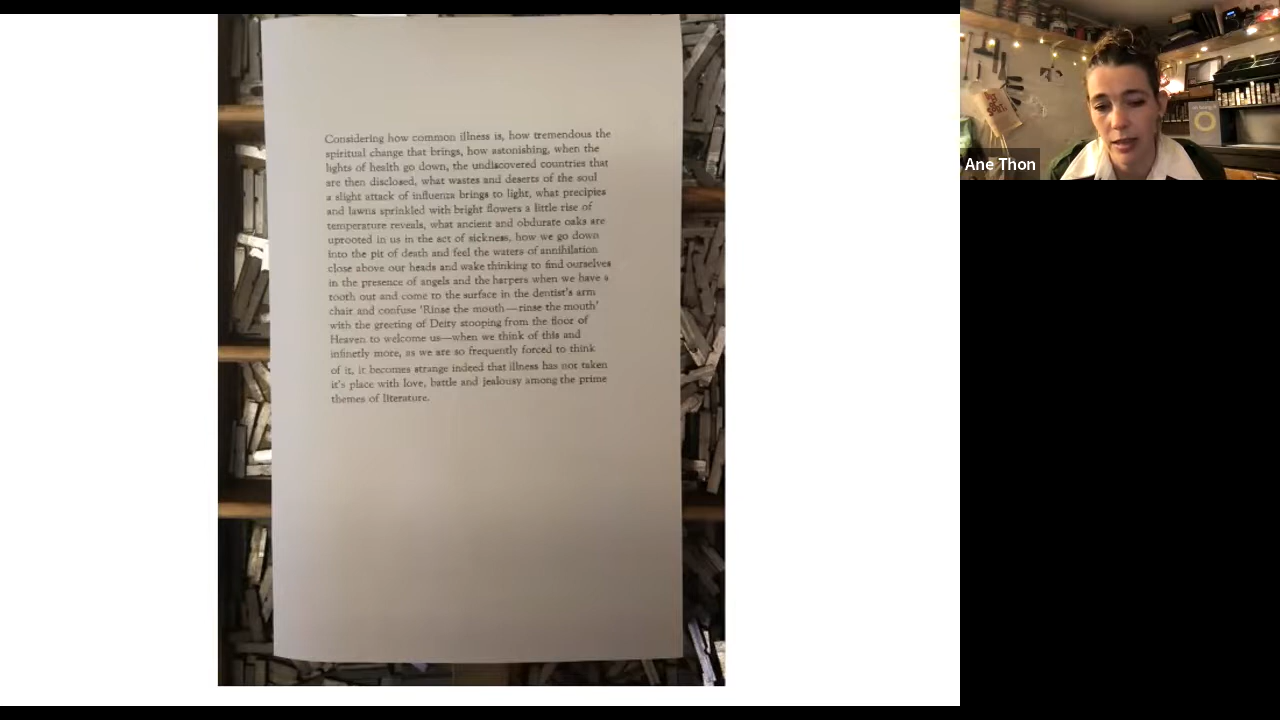 Considering how common illness is, how tremendous the
spiritual change that brings, how astonishing, when the
lights of health go down, the undiscovered countries that
are then disclosed, what wastes and deserts of the soul
a slight attack of influenza brings to light, what precipies
and lawns sprinkled with bright flowers a little rise of
temperature reveals, what ancient and obdurate oaks are
uprooted in us in the act of sickness, how we go down
into the pit of death and feel the waters of annihilation
close above our heads and wake thinking to find ourselves
in the presence of angels and the harpers when we have a
tooth out and come to the surface in the dentist's arm
chair and confuse 'Rinse the mouth—rinse the mouth'
with the greeting of Deity stooping from the floor of
Heaven to welcome us—when we think of this and
infinetly more, as we are so frequently forced to think
of it, it becomes strange indeed that illness has not taken
it's place with love, battle and jealousy among the prime
themes of literature.
Ane Thon